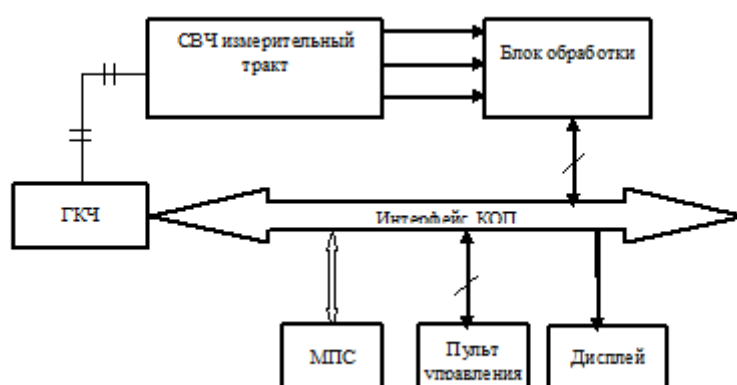 СВЧ измерительный
тракт
Блок обработки
ГКЧ
Интерфейс КОП
МПС
Пульт
управления
Дисплей